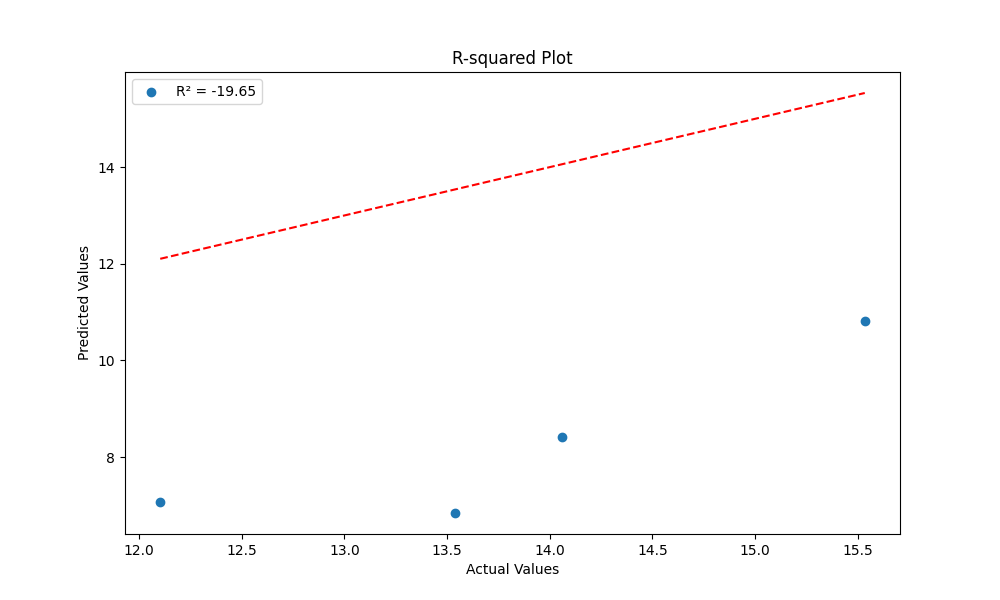 R-squared Plot
R² = -19.65
Predicted Values
14
12
10
8
12.0 12.5 13.0 13.5 14.0 14.5 15.0 15.5
Actual Values